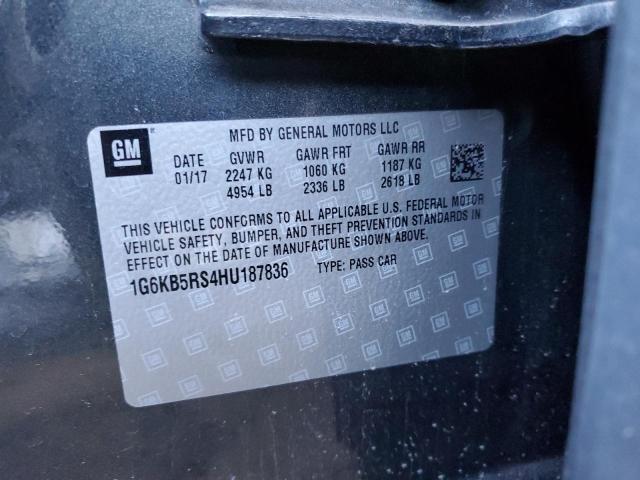 GM
MFD BY GENERAL MOTORS LLC
DATE GVWR GAWR FRT GAWR RR
01/17 2247 KG 1060 KG 1187 KG
4954 LB 2336 LB 2618 LB
THIS VEHICLE CONFORMS TO ALL APPLICABLE U.S. FEDERAL MOTOR
VEHICLE SAFETY, BUMPER, AND THEFT PREVENTION STANDARDS IN
EFFECT ON THE DATE OF MANUFACTURE SHOWN ABOVE.
1G6KB5RS4HU187836 TYPE: PASS CAR